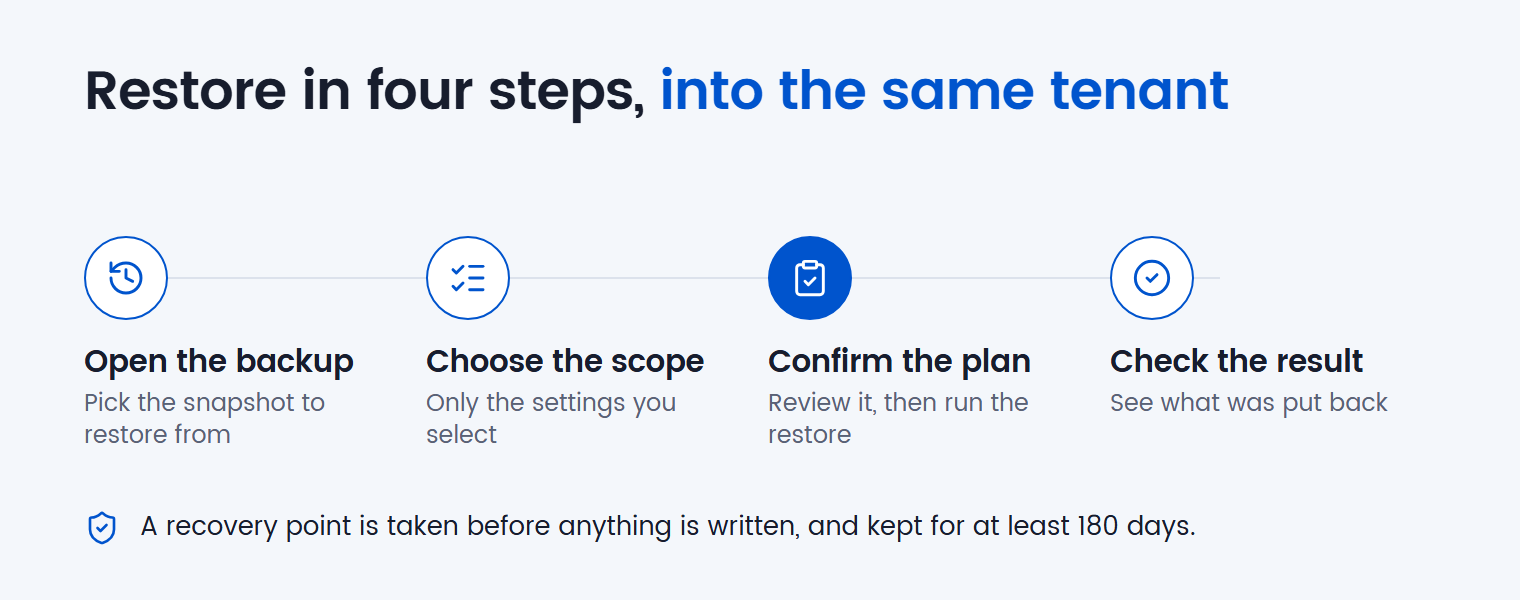 Restore in four steps, into the same tenant
Open the backup
Pick the snapshot to
restore from
Choose the scope
Only the settings you
select
Confirm the plan
Review it, then run the
restore
Check the result
See what was put back
A recovery point is taken before anything is written, and kept for at least 180 days.